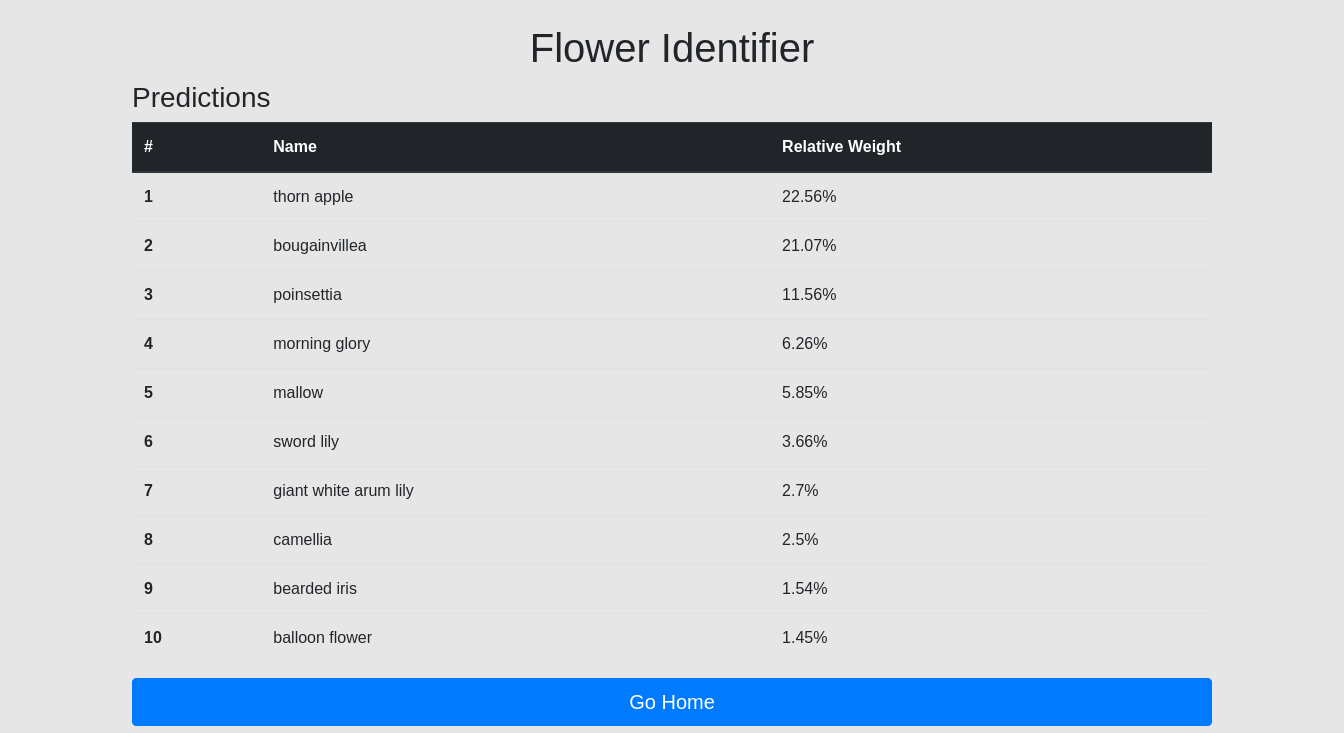 Flower Identifier
Predictions
# Name Relative Weight
1 thorn apple 22.56%
2 bougainvillea 21.07%
3 poinsettia 11.56%
4 morning glory 6.26%
5 mallow 5.85%
6 sword lily 3.66%
7 giant white arum lily 2.7%
8 camellia 2.5%
9 bearded iris 1.54%
10 balloon flower 1.45%
Go Home